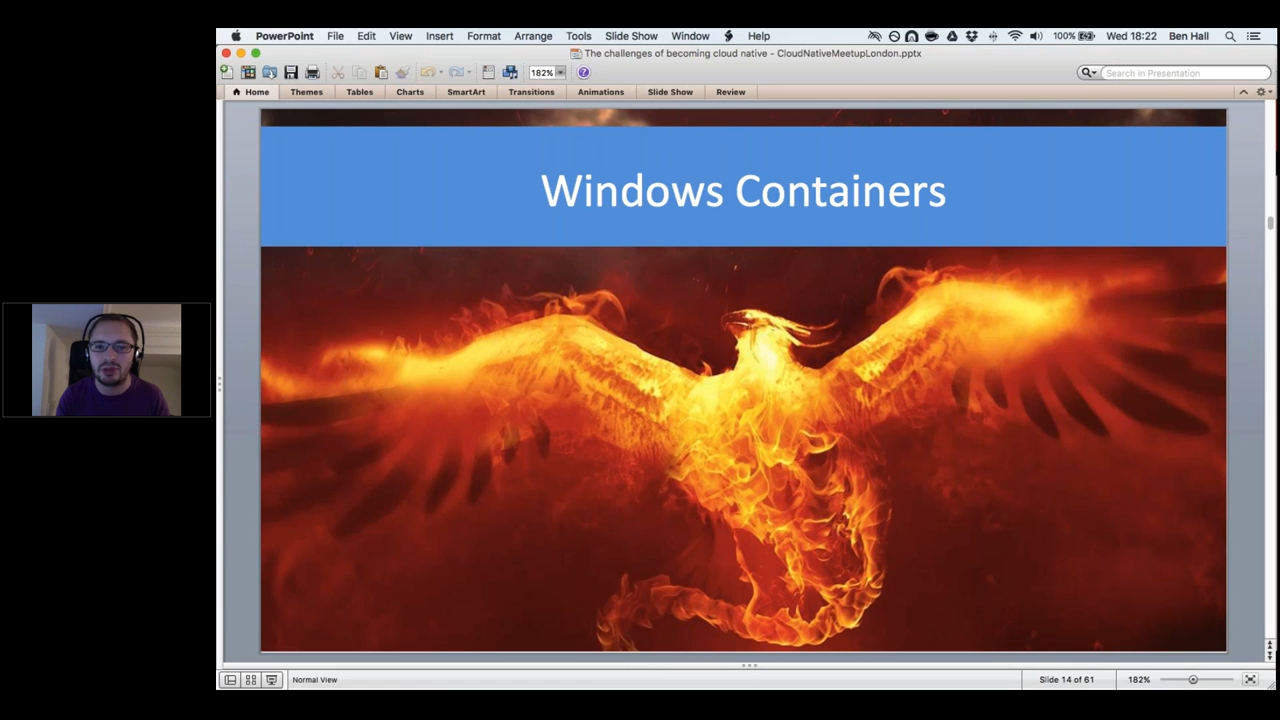 PowerPoint File Edit View Insert Format Arrange Tools Slide Show Window Help 100% Wed 18:22 Ben Hall
The challenges of becoming cloud native - CloudNativeMeetupLondon.pptx
182% Search in Presentation
Home Themes Tables Charts SmartArt Transitions Animations Slide Show Review
Windows Containers
Normal View Slide 14 of 61 182%